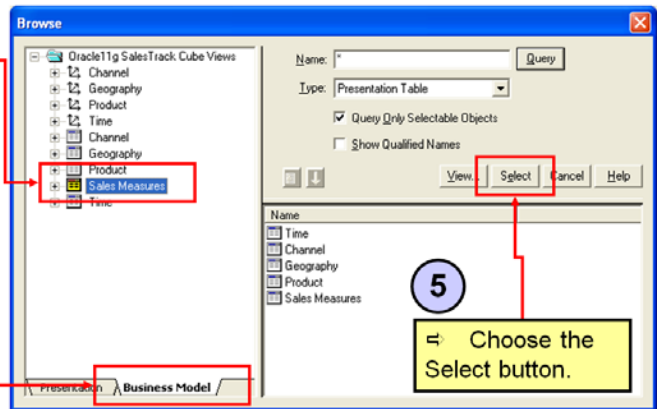 Browse
Oracle11g SalesTrack Cube Views
Channel
Geography
Product
Time
Channel
Geography
Product
Sales Measures
Time
Presentation
Business Model
Name: *
Query
Type: Presentation Table
Query Only Selectable Objects
Show Qualified Names
View...
Select
Cancel
Help
Name
Time
Channel
Geography
Product
Sales Measures
5
⇨ Choose the
Select button.